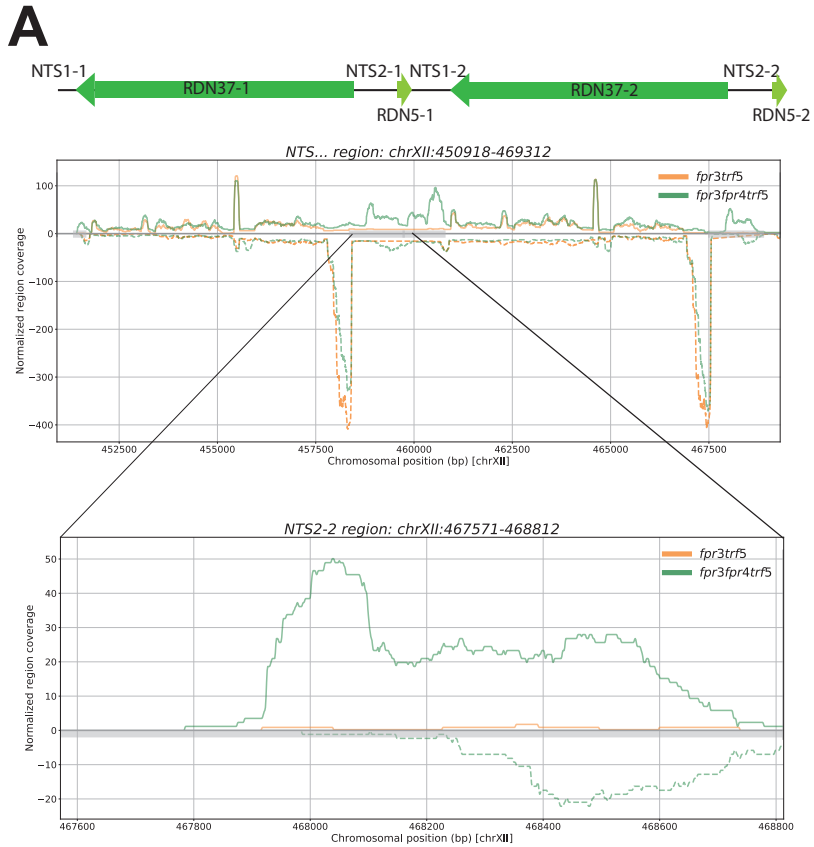 A
NTS1-1 NTS2-1 NTS1-2 NTS2-2
RDN37-1 RDN37-2
RDN5-1 RDN5-2
NTS... region: chrXII:450918-469312
fpr3trf5
fpr3fpr4trf5
100
0
−100
−200
−300
−400
Normalized region coverage
452500 455000 457500 460000 462500 465000 467500
Chromosomal position (bp) [chrXII]
NTS2-2 region: chrXII:467571-468812
fpr3trf5
fpr3fpr4trf5
50
40
30
20
10
0
−10
−20
Normalized region coverage
467600 467800 468000 468200 468400 468600 468800
Chromosomal position (bp) [chrXII]